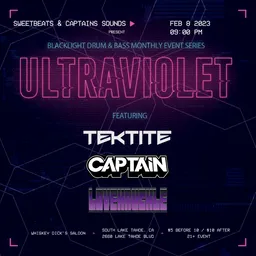 SWEETBEATS & CAPTAINS SOUNDS
PRESENT
FEB 8 2023
09:00 PM
BLACKLIGHT DRUM & BASS MONTHLY EVENT SERIES
ULTRAVIOLET
FEATURING
TEKTITE
CAPTAIN
WHISKEY DICK'S SALOON
SOUTH LAKE TAHOE, CA
2660 LAKE TAHOE BLVD
$5 BEFORE 10 / $10 AFTER
21+ EVENT